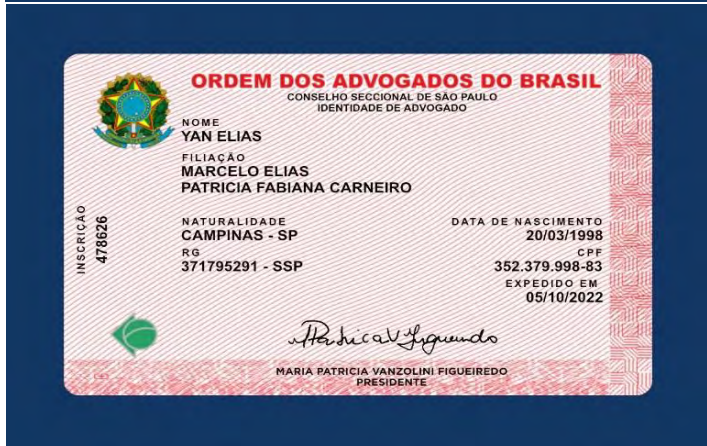 ORDEM DOS ADVOGADOS DO BRASIL
CONSELHO SECCIONAL DE SÃO PAULO
IDENTIDADE DE ADVOGADO
NOME
YAN ELIAS
FILIAÇÃO
MARCELO ELIAS
PATRICIA FABIANA CARNEIRO
INSCRIÇÃO
478626
NATURALIDADE
CAMPINAS - SP
DATA DE NASCIMENTO
20/03/1998
RG
371795291 - SSP
CPF
352.379.998-83
EXPEDIDO EM
05/10/2022
MARIA PATRICIA VANZOLINI FIGUEIREDO
PRESIDENTE